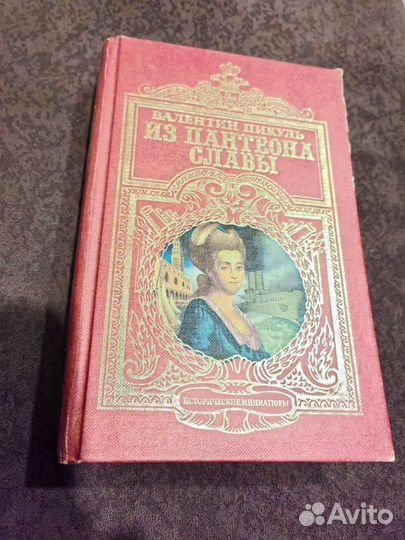 ВАЛЕНТИН ПИКУЛЬ
ИЗ ПАНТЕОНА
СЛАВЫ
ИСТОРИЧЕСКИЕ МИНИАТЮРЫ
Avito